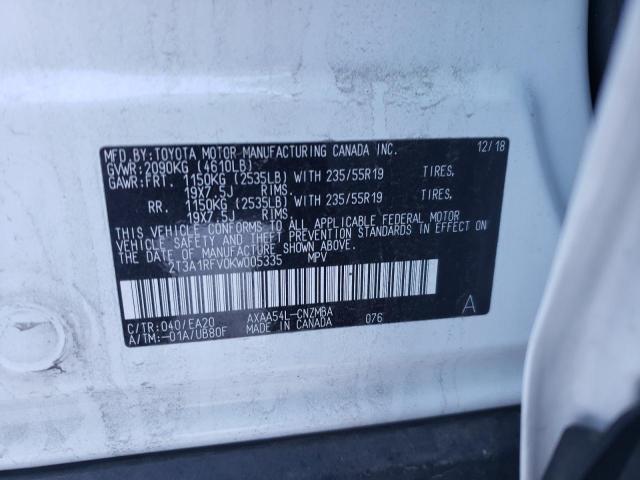 MFD.BY:TOYOTA MOTOR MANUFACTURING CANADA INC. 12/18
GVWR:2090KG (4610LB)
GAWR:FRT. 1150KG (2535LB) WITH 235/55R19 TIRES,
19X7.5J RIMS.
RR. 1150KG (2535LB) WITH 235/55R19 TIRES,
19X7.5J RIMS.
THIS VEHICLE CONFORMS TO ALL APPLICABLE FEDERAL MOTOR
VEHICLE SAFETY AND THEFT PREVENTION STANDARDS IN EFFECT ON
THE DATE OF MANUFACTURE SHOWN ABOVE.
2T3A1RFV0KW005335 MPV
C/TR:040/EA20 AXAA54L-CNZMBA 076 A
A/TM:-01A/UB80F MADE IN CANADA